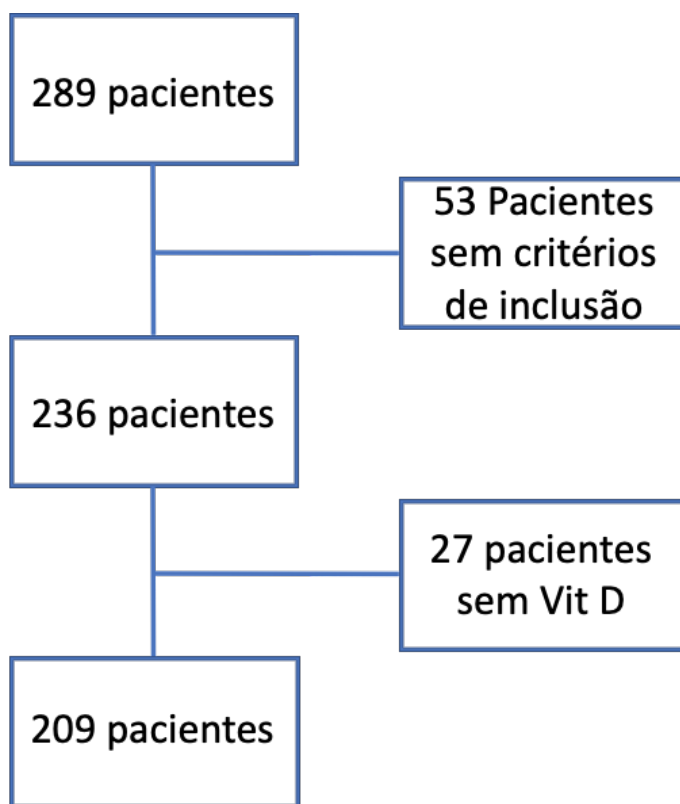 289 pacientes
53 Pacientes
sem critérios
de inclusão
236 pacientes
27 pacientes
sem Vit D
209 pacientes